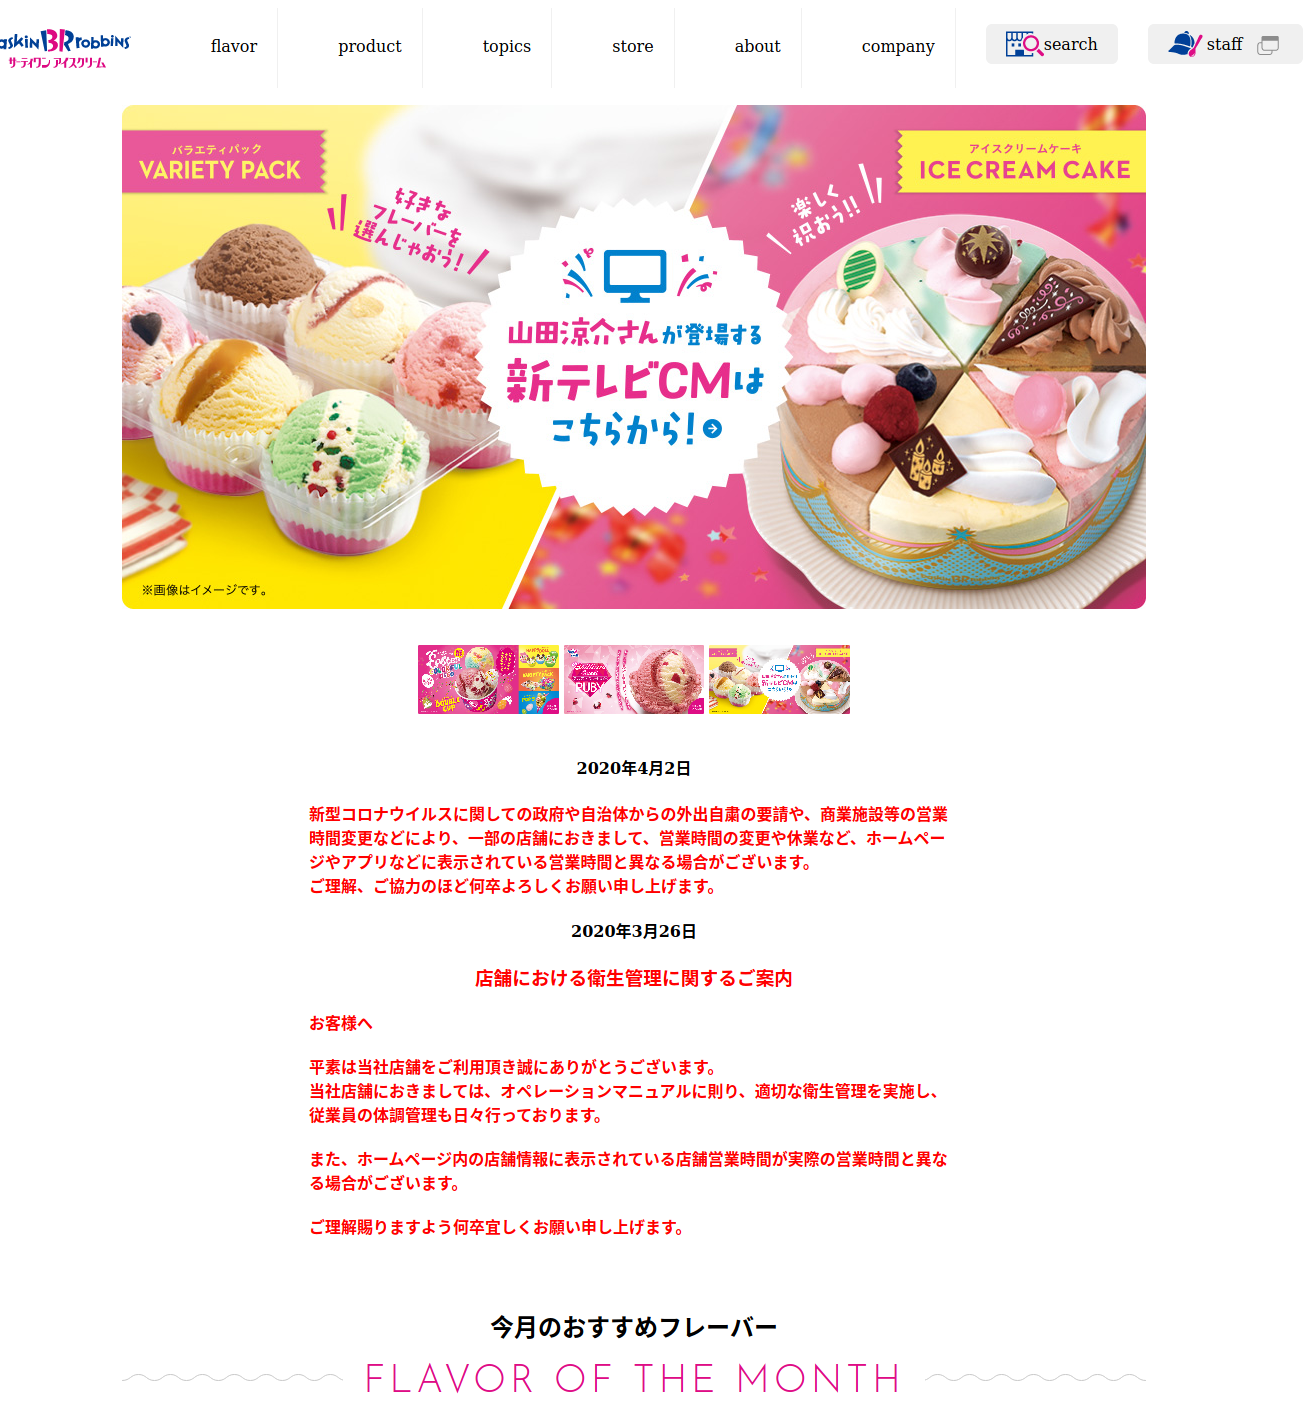 askin BR robbins
サーティワン アイスクリーム
flavor
product
topics
store
about
company
search
staff
バラエティパック
VARIETY PACK
好きな
フレーバーを
選んじゃおう!
アイスクリームケーキ
ICE CREAM CAKE
楽しく
祝おう!!
山田涼介さんが登場する
新テレビCMは
こちらから!
※画像はイメージです。
2020年4月2日
新型コロナウイルスに関しての政府や自治体からの外出自粛の要請や、商業施設等の営業
時間変更などにより、一部の店舗におきまして、営業時間の変更や休業など、ホームペー
ジやアプリなどに表示されている営業時間と異なる場合がございます。
ご理解、ご協力のほど何卒よろしくお願い申し上げます。
2020年3月26日
店舗における衛生管理に関するご案内
お客様へ
平素は当社店舗をご利用頂き誠にありがとうございます。
当社店舗におきましては、オペレーションマニュアルに則り、適切な衛生管理を実施し、
従業員の体調管理も日々行っております。
また、ホームページ内の店舗情報に表示されている店舗営業時間が実際の営業時間と異な
る場合がございます。
ご理解賜りますよう何卒宜しくお願い申し上げます。
今月のおすすめフレーバー
FLAVOR OF THE MONTH